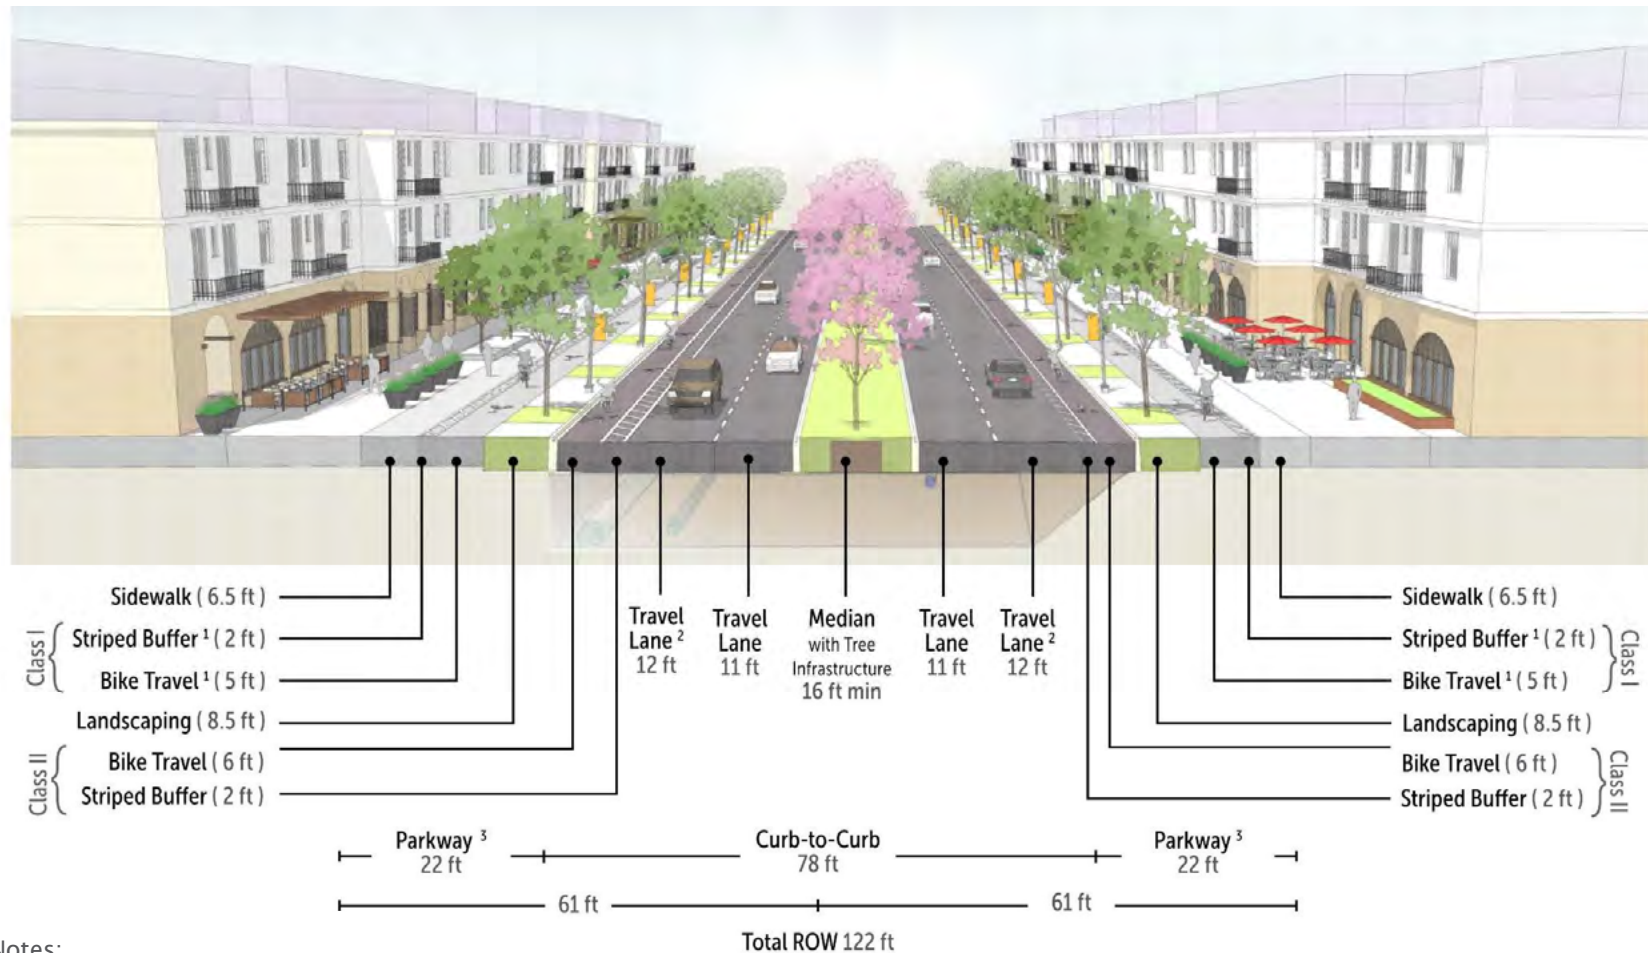 Sidewalk ( 6.5 ft )
Class I
Striped Buffer ¹ ( 2 ft )
Bike Travel ¹ ( 5 ft )
Landscaping ( 8.5 ft )
Class II
Bike Travel ( 6 ft )
Striped Buffer ( 2 ft )
Travel
Lane ²
12 ft
Travel
Lane
11 ft
Median
with Tree
Infrastructure
16 ft min
Travel
Lane
11 ft
Travel
Lane ²
12 ft
Sidewalk ( 6.5 ft )
Striped Buffer ¹ ( 2 ft )
Class I
Bike Travel ¹ ( 5 ft )
Landscaping ( 8.5 ft )
Bike Travel ( 6 ft )
Class II
Striped Buffer ( 2 ft )
Parkway ³
22 ft
Curb-to-Curb
78 ft
Parkway ³
22 ft
61 ft
61 ft
Total ROW 122 ft
Notes: